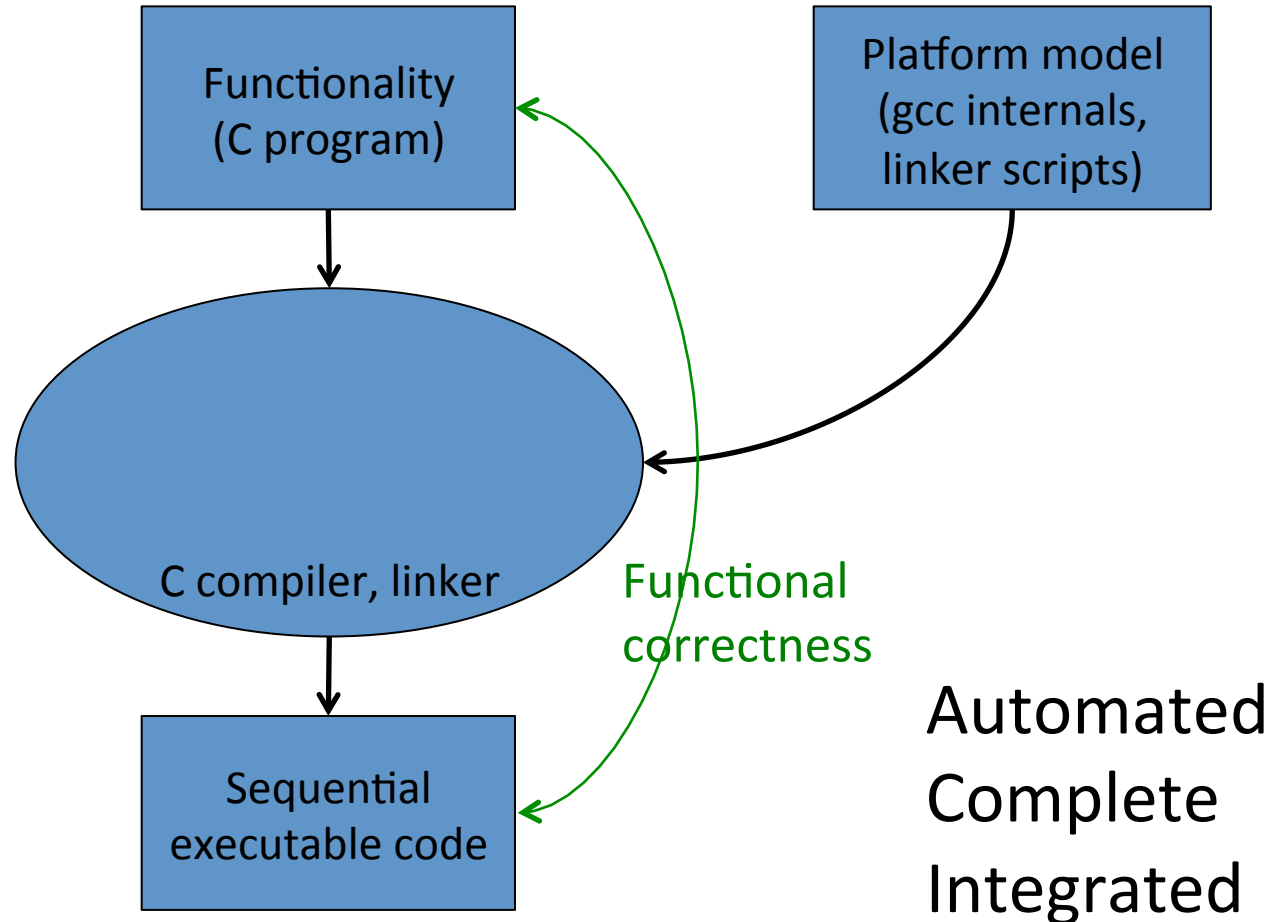 Functionality
(C program)
Platform model
(gcc internals,
linker scripts)
C compiler, linker
Functional
correctness
Sequential
executable code
Automated
Complete
Integrated